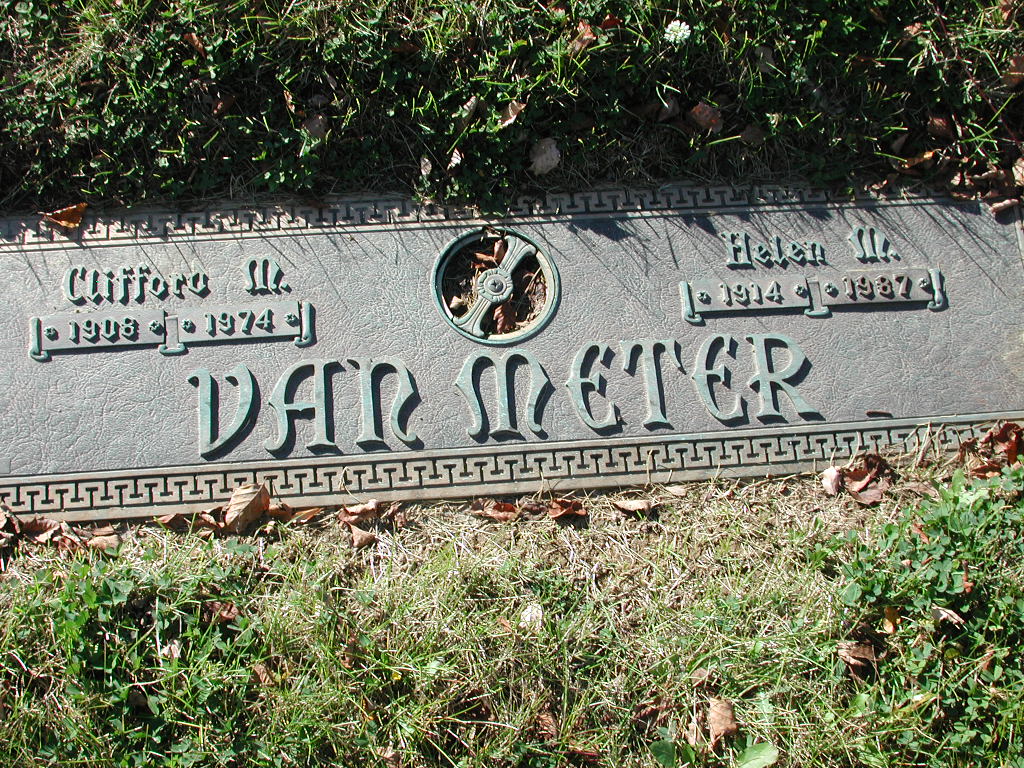 Clifford M.
1908 1974
Helen M.
1914 1987
VAN METER